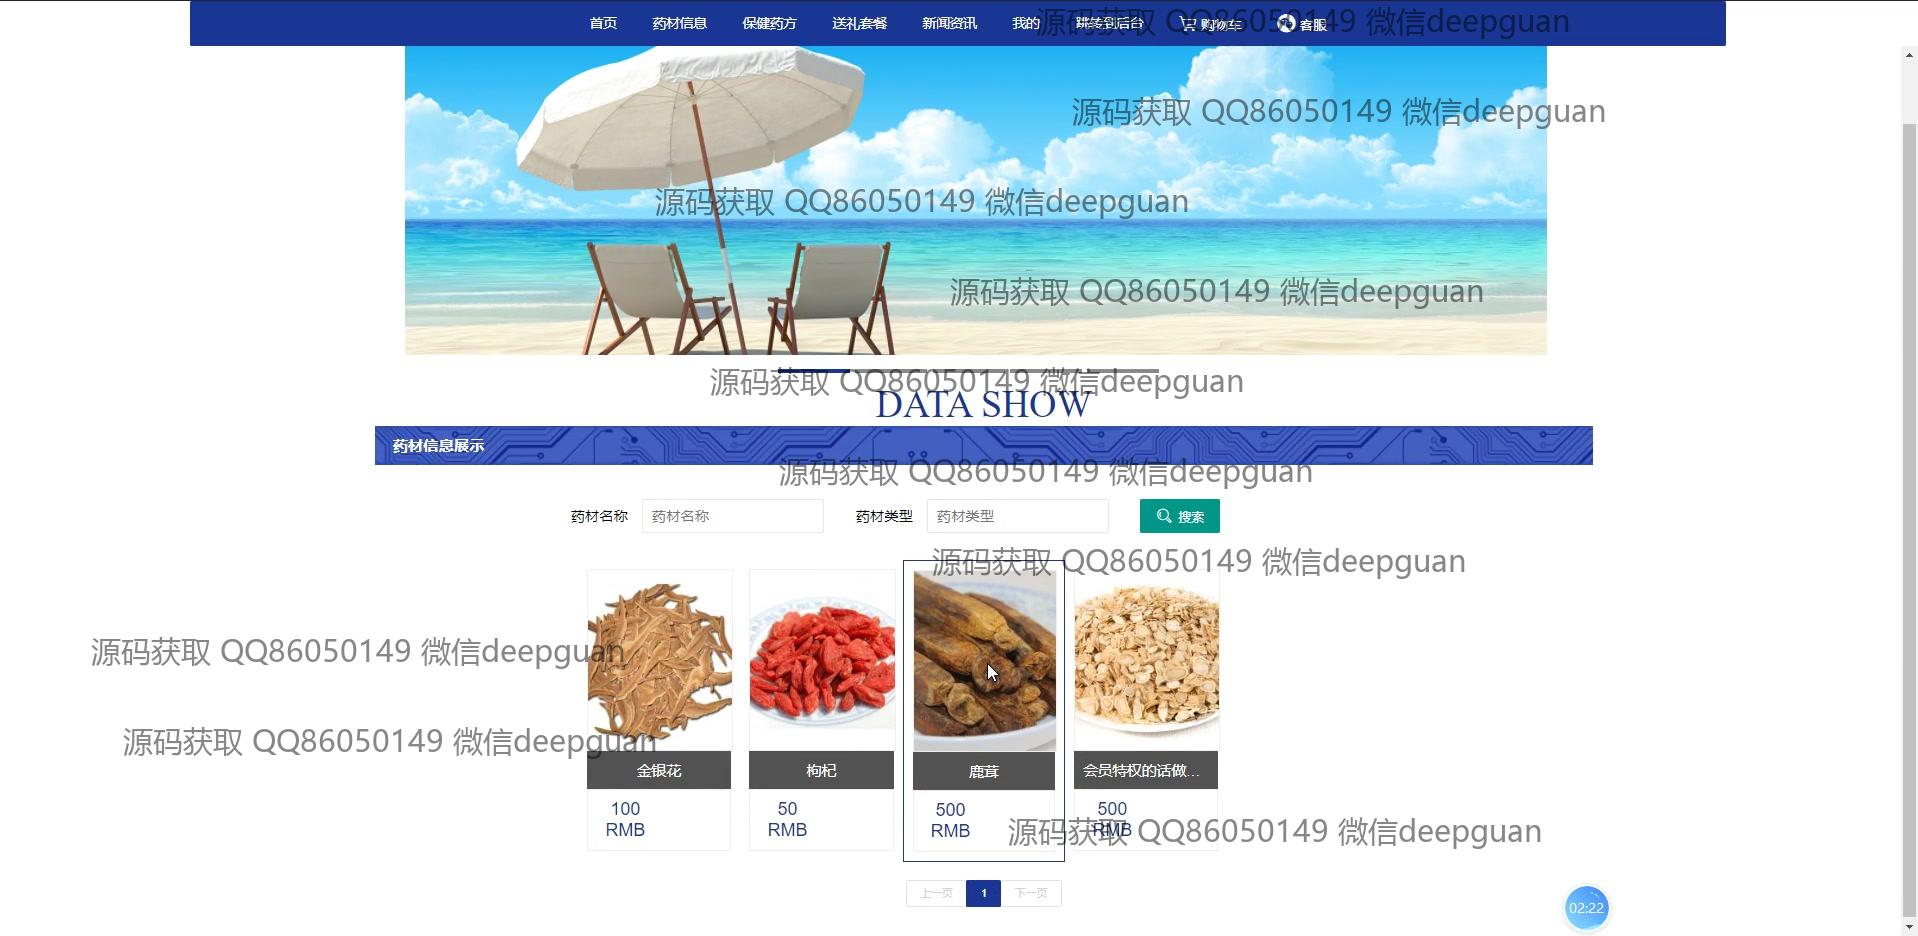 首页 药材信息 保健药方 送礼套餐 新闻资讯 我的 跳转到后台 购物车 客服
源码获取 QQ86050149 微信deepguan
源码获取 QQ86050149 微信deepguan
源码获取 QQ86050149 微信deepguan
源码获取 QQ86050149 微信deepguan
源码获取 QQ86050149 微信deepguan
DATA SHOW
药材信息展示
源码获取 QQ86050149 微信deepguan
药材名称 药材名称 药材类型 药材类型 搜索
源码获取 QQ86050149 微信deepguan
源码获取 QQ86050149 微信deepguan
源码获取 QQ86050149 微信deepguan
金银花 枸杞 鹿茸 会员特权的话做...
100 50 500 500
RMB RMB RMB RMB
源码获取 QQ86050149 微信deepguan
上一页 1 下一页
02:22